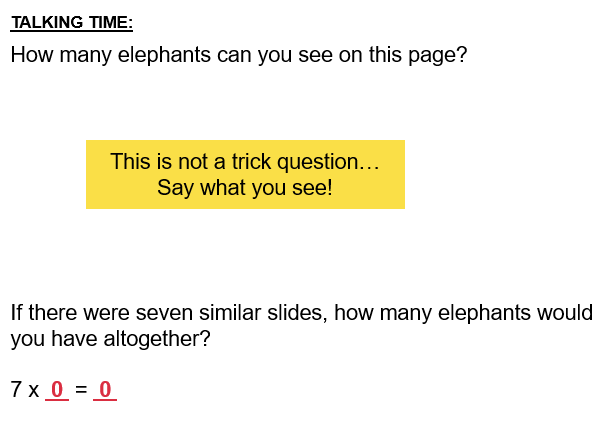 TALKING TIME:
How many elephants can you see on this page?
This is not a trick question…
Say what you see!
If there were seven similar slides, how many elephants would
you have altogether?
7 x 0 = 0